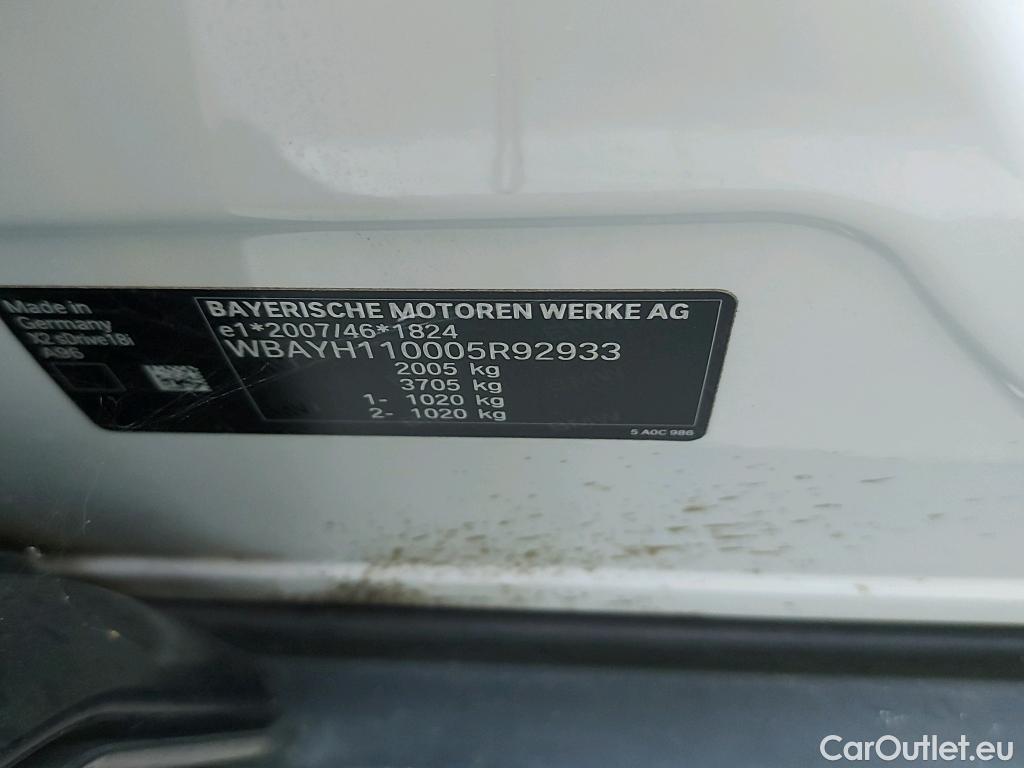 Made in
Germany
X2 sDrive18i
A96
BAYERISCHE MOTOREN WERKE AG
e1*2007/46*1824
WBAYH110005R92933
2005 kg
3705 kg
1- 1020 kg
2- 1020 kg
5 A0C 986
CarOutlet.eu